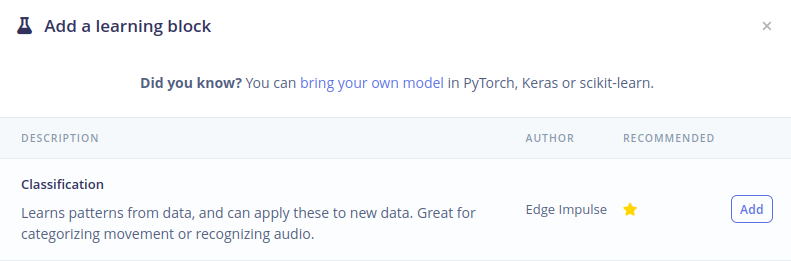 Add a learning block
×
Did you know? You can bring your own model in PyTorch, Keras or scikit-learn.
DESCRIPTION AUTHOR RECOMMENDED
Classification
Learns patterns from data, and can apply these to new data. Great for
categorizing movement or recognizing audio.
Edge Impulse
Add